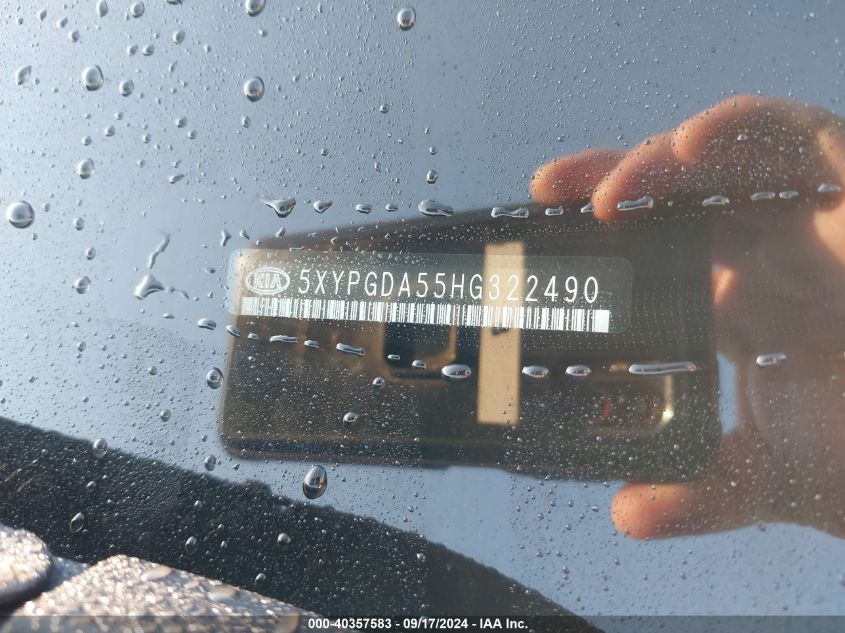 KIA 5XYPGDA55HG322490
000-40357583 - 09/17/2024 - IAA Inc.